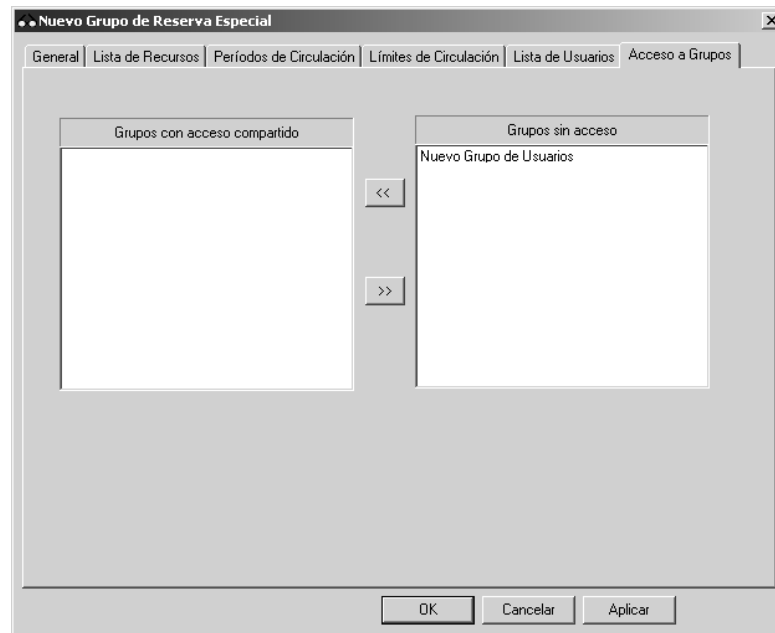 Nuevo Grupo de Reserva Especial
General Lista de Recursos Períodos de Circulación Límites de Circulación Lista de Usuarios Acceso a Grupos
Grupos con acceso compartido
Grupos sin acceso
Nuevo Grupo de Usuarios
<<
>>
OK Cancelar Aplicar